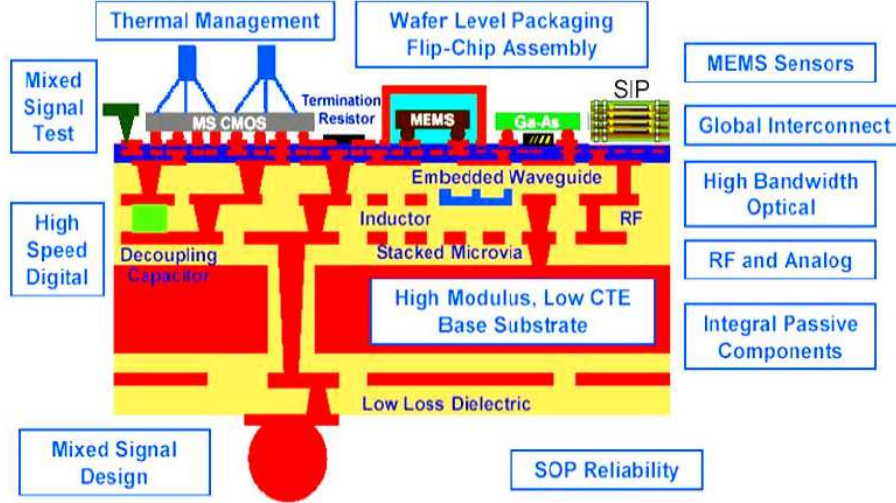 Thermal Management
Wafer Level Packaging
Flip-Chip Assembly
Mixed
Signal
Test
MS CMOS
Termination
Resistor
MEMS
Ga-As
SIP
MEMS Sensors
Global Interconnect
High Bandwidth
Optical
RF and Analog
Integral Passive
Components
High
Speed
Digital
Embedded Waveguide
Inductor
RF
Decoupling
Capacitor
Stacked Microvia
High Modulus, Low CTE
Base Substrate
Low Loss Dielectric
Mixed Signal
Design
SOP Reliability